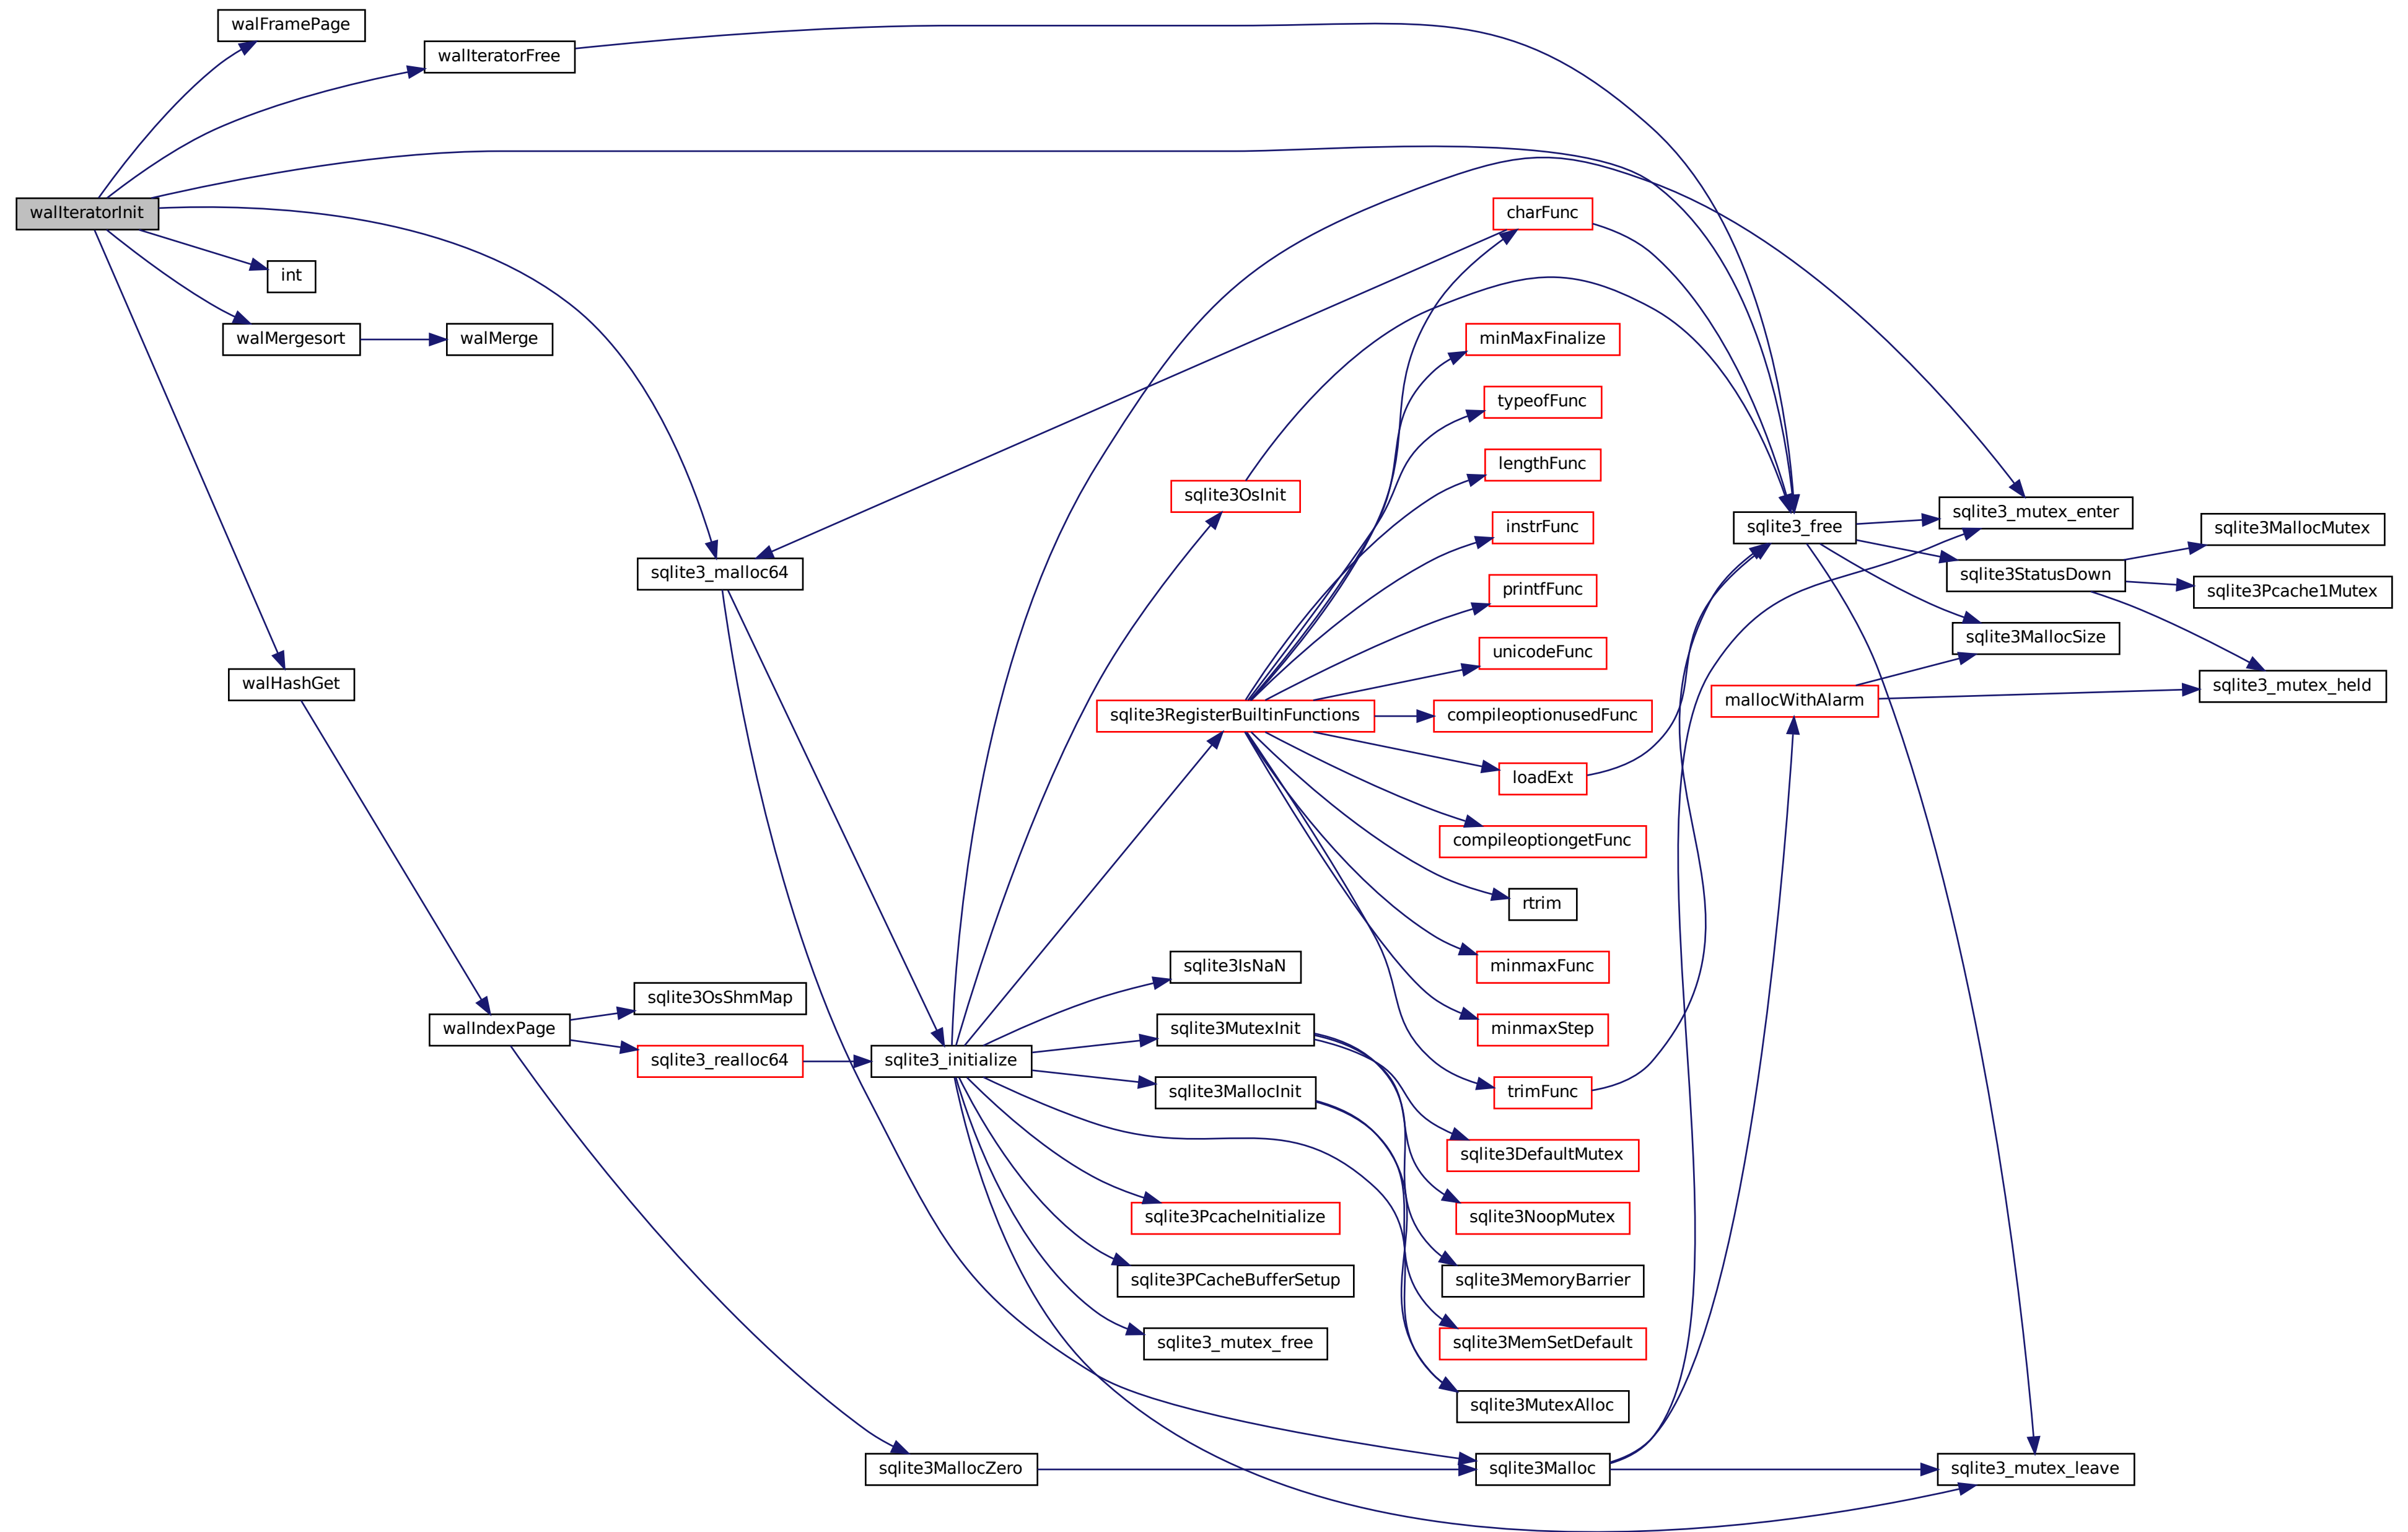 walFramePage
walIteratorFree
walIteratorInit
charFunc
int
walMergesort
walMerge
minMaxFinalize
typeofFunc
lengthFunc
sqlite3OsInit
sqlite3_mutex_enter
sqlite3_free
instrFunc
sqlite3MallocMutex
sqlite3_malloc64
sqlite3StatusDown
printfFunc
sqlite3Pcache1Mutex
sqlite3MallocSize
unicodeFunc
walHashGet
sqlite3_mutex_held
mallocWithAlarm
sqlite3RegisterBuiltinFunctions
compileoptionusedFunc
loadExt
compileoptiongetFunc
rtrim
sqlite3IsNaN
minmaxFunc
sqlite3OsShmMap
walIndexPage
sqlite3MutexInit
minmaxStep
sqlite3_realloc64
sqlite3_initialize
sqlite3MallocInit
trimFunc
sqlite3DefaultMutex
sqlite3PcacheInitialize
sqlite3NoopMutex
sqlite3PCacheBufferSetup
sqlite3MemoryBarrier
sqlite3_mutex_free
sqlite3MemSetDefault
sqlite3MutexAlloc
sqlite3MallocZero
sqlite3Malloc
sqlite3_mutex_leave